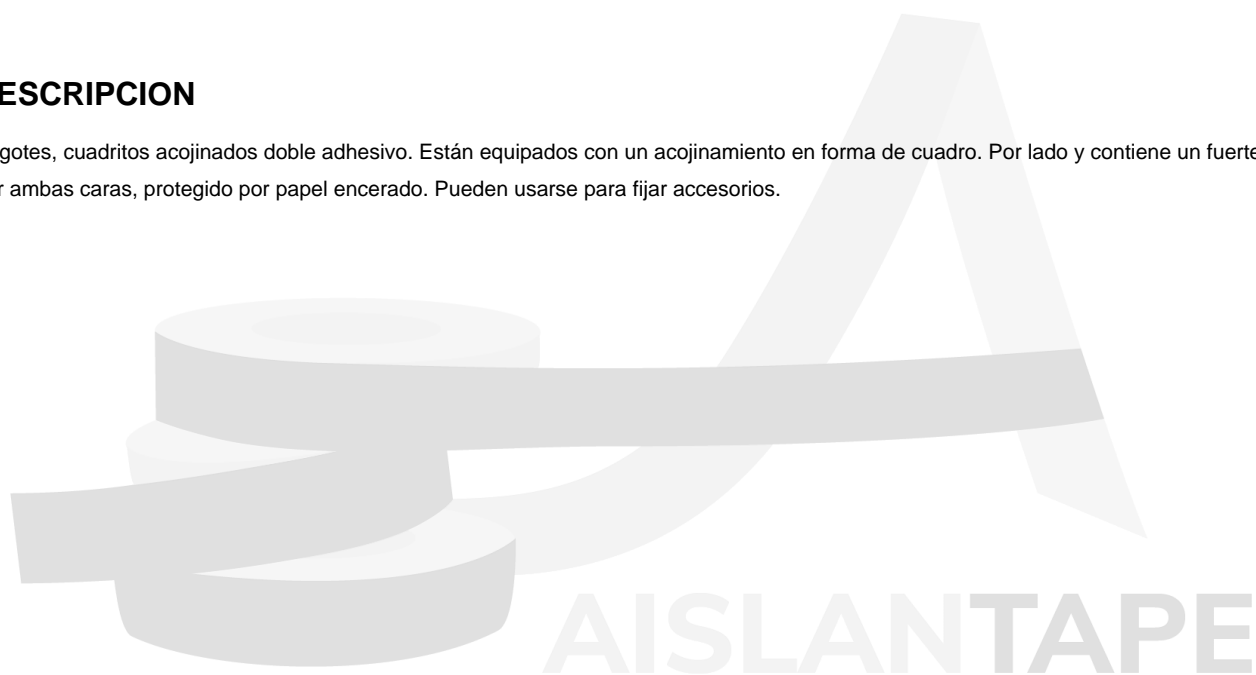 ESCRIPCION
gotes, cuadritos acojinados doble adhesivo. Están equipados con un acojinamiento en forma de cuadro. Por lado y contiene un fuerte
r ambas caras, protegido por papel encerado. Pueden usarse para fijar accesorios.
AISLANTAPE